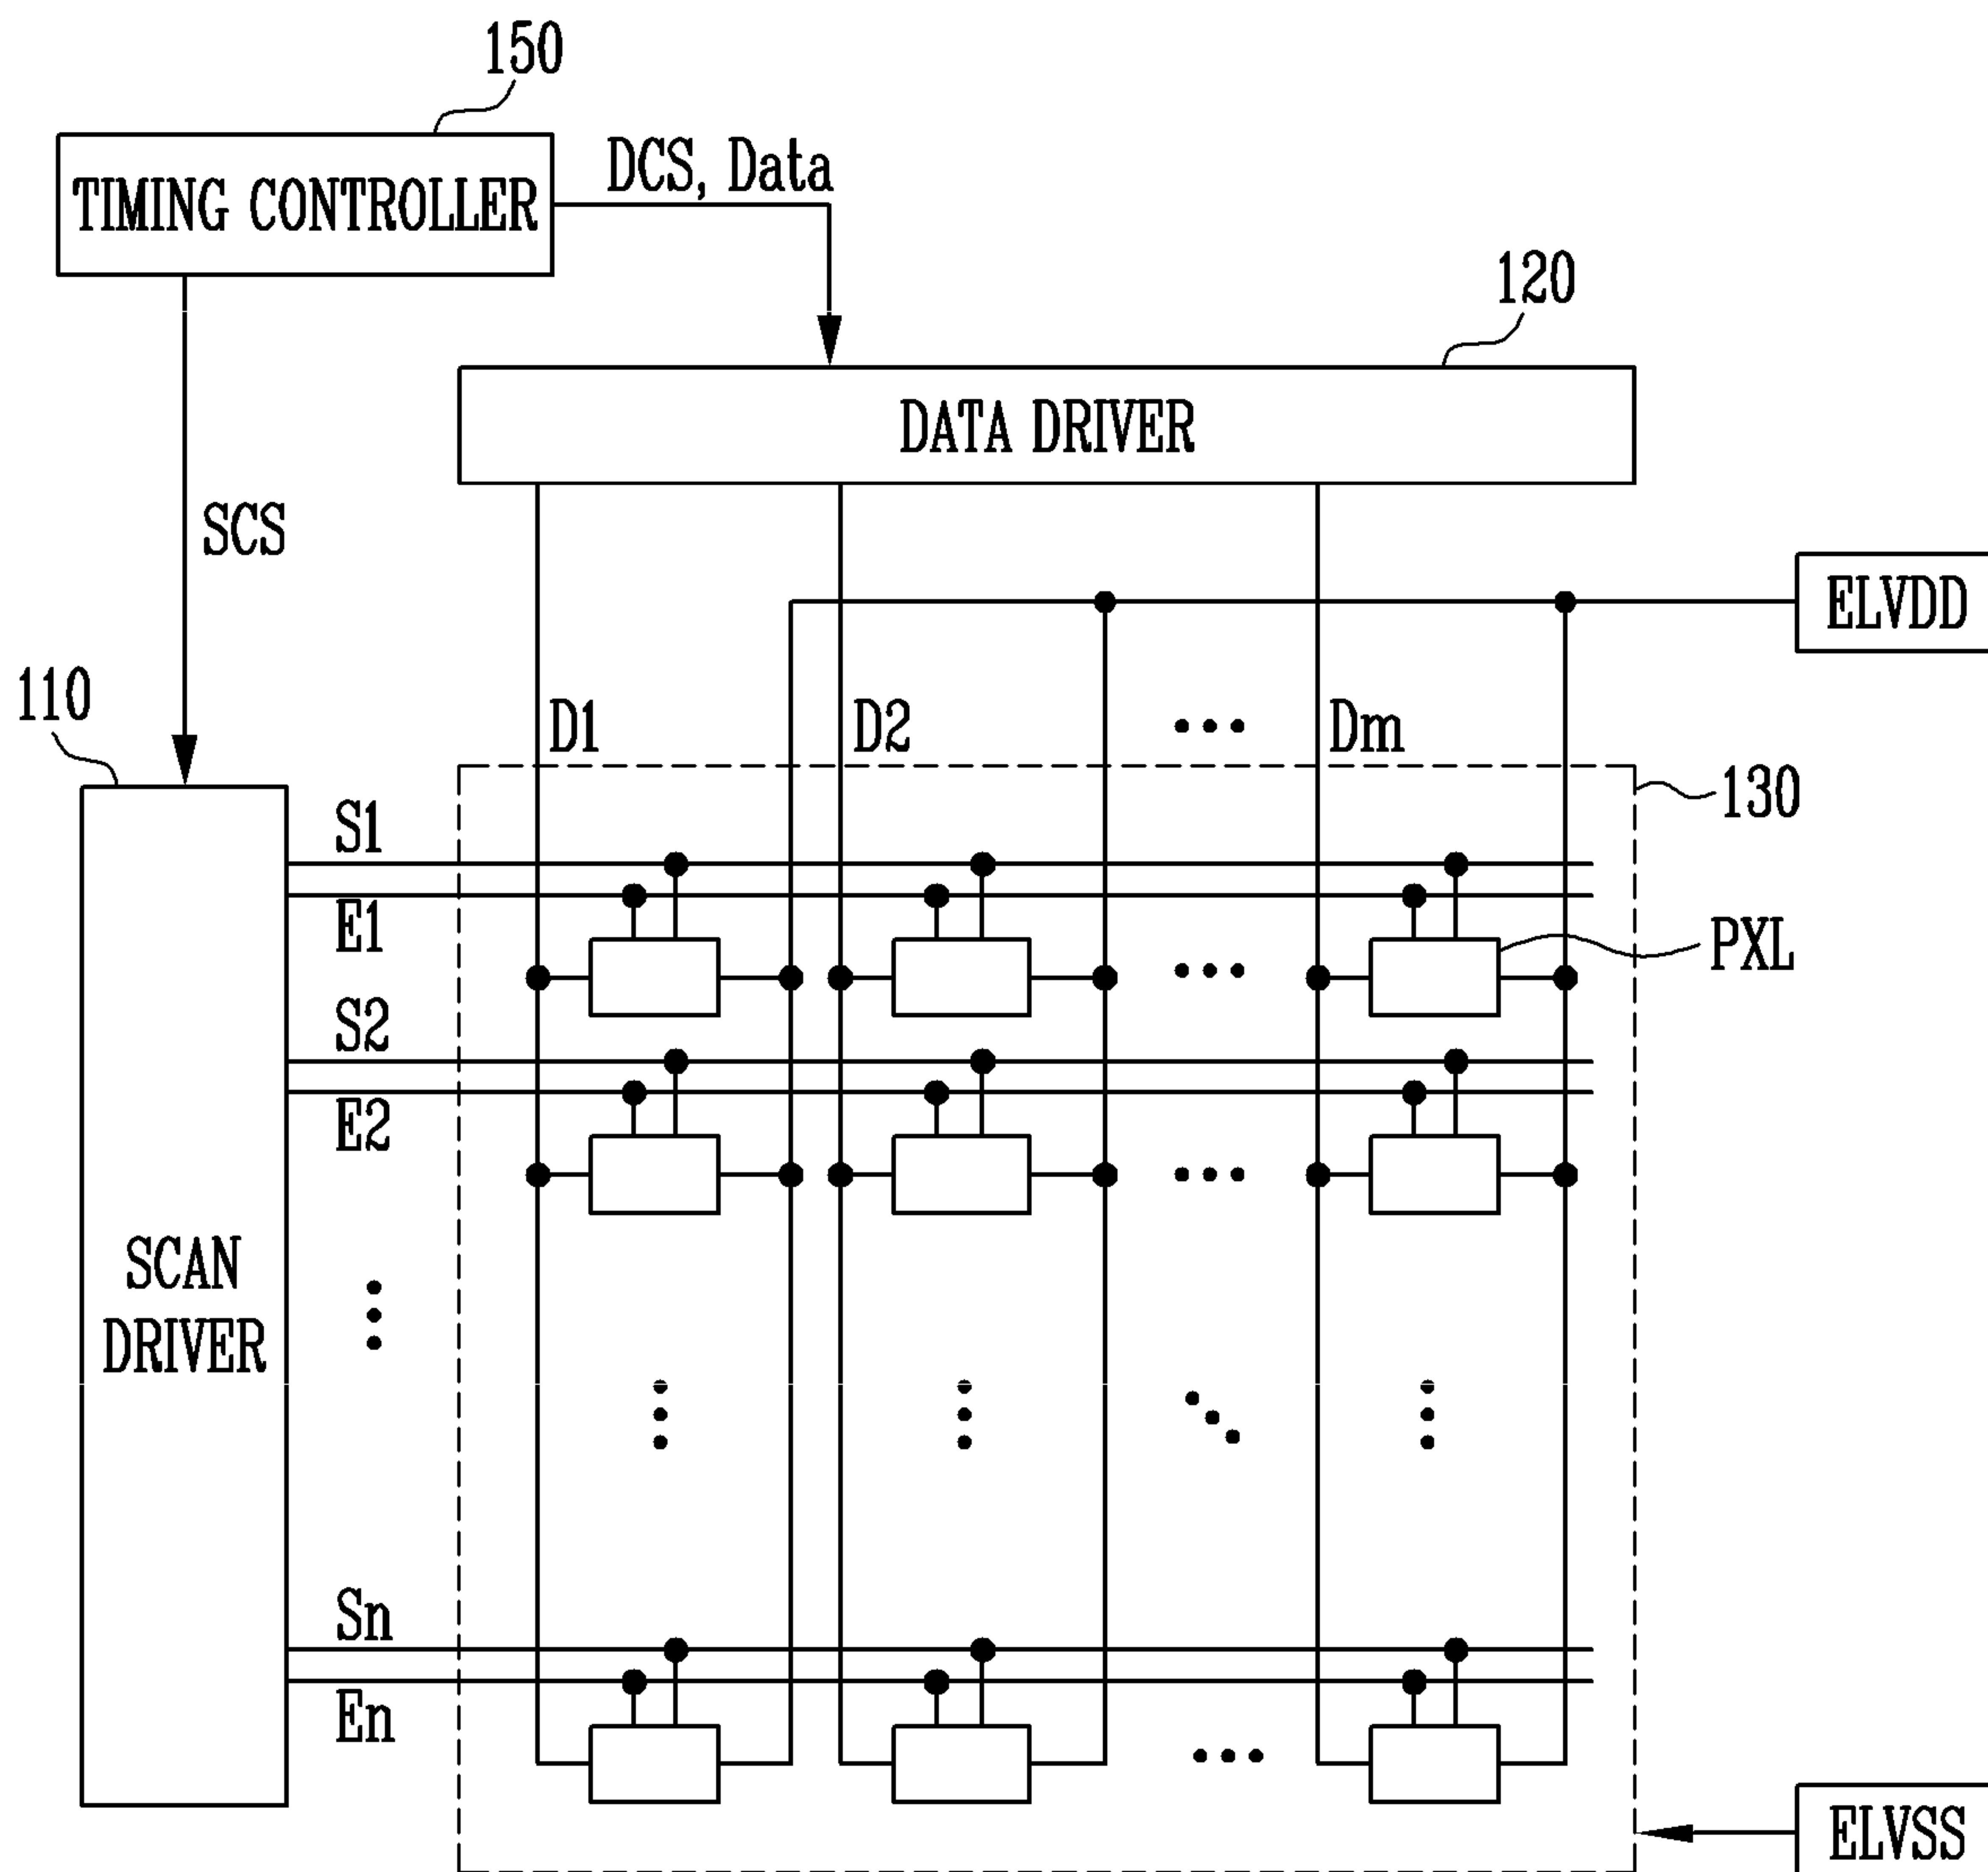 150
TIMING CONTROLLER
DCS, Data
120
DATA DRIVER
SCS
ELVDD
110
D1
D2
Dm
130
S1
E1
PXL
S2
E2
SCAN
DRIVER
Sn
En
ELVSS